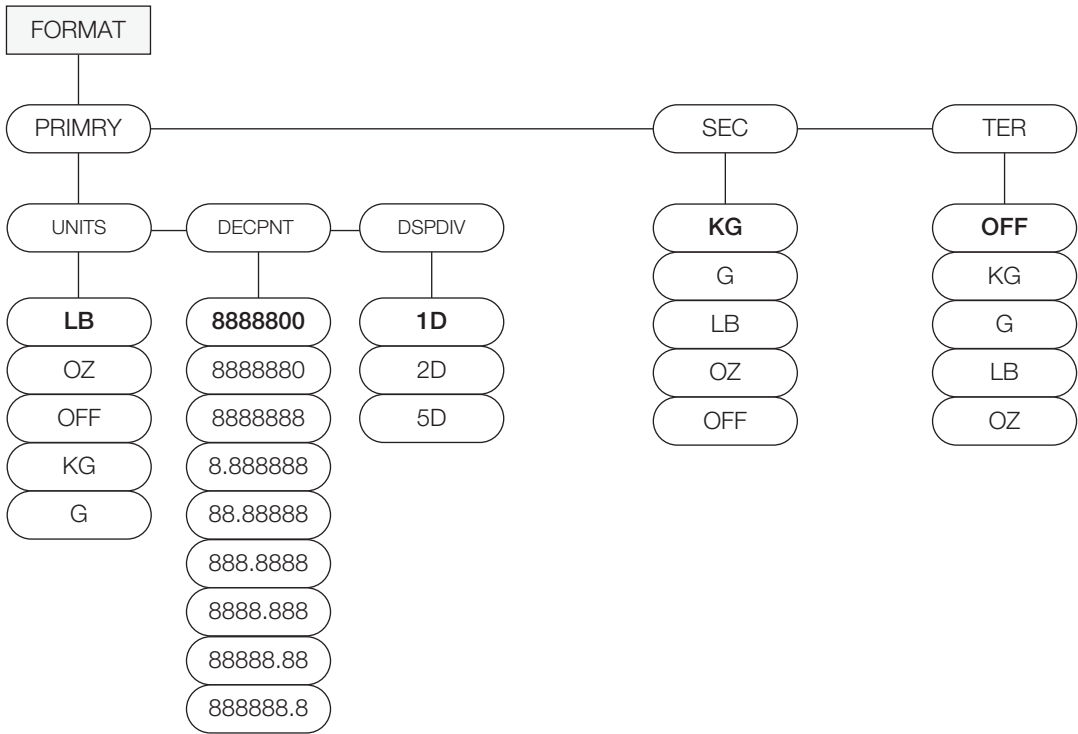 FORMAT
PRIMRY
SEC
TER
UNITS
DECPNT
DSPDIV
LB
OZ
OFF
KG
G
8888800
8888880
8888888
8.888888
88.88888
888.8888
8888.888
88888.88
888888.8
1D
2D
5D
KG
G
LB
OZ
OFF
OFF
KG
G
LB
OZ